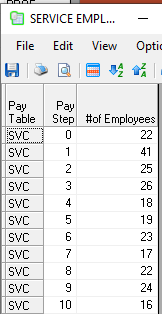 SERVICE EMPL...
File Edit View
Pay Table Pay Step #of Employees
SVC 0 22
SVC 1 41
SVC 2 25
SVC 3 26
SVC 4 18
SVC 5 19
SVC 6 23
SVC 7 17
SVC 8 22
SVC 9 24
SVC 10 16